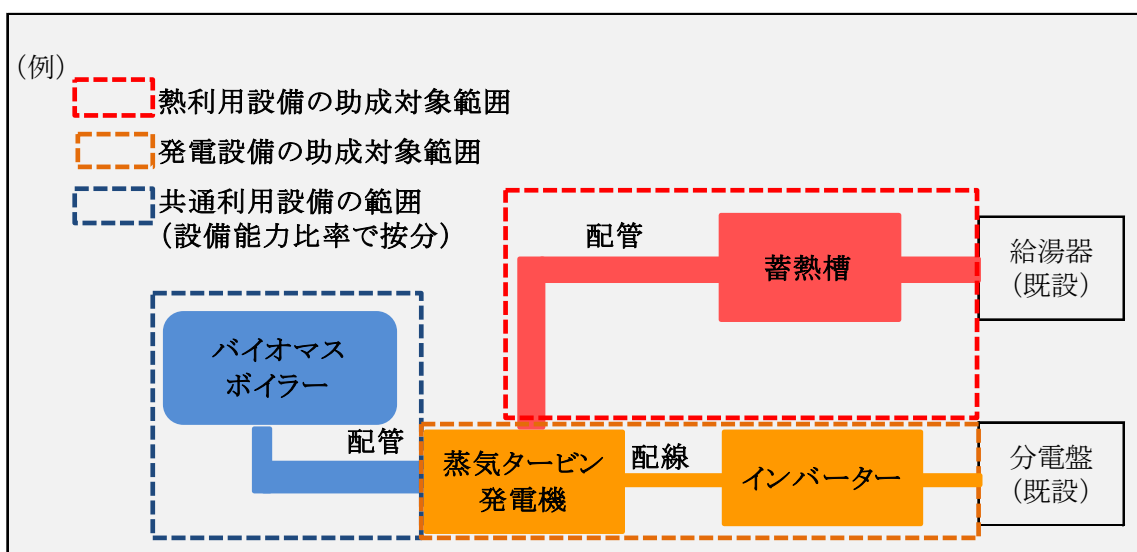 (例)
熱利用設備の助成対象範囲
発電設備の助成対象範囲
共通利用設備の範囲
(設備能力比率で按分)
配管
蓄熱槽
給湯器
(既設)
バイオマス
ボイラー
配管
蒸気タービン
発電機
配線
インバーター
分電盤
(既設)